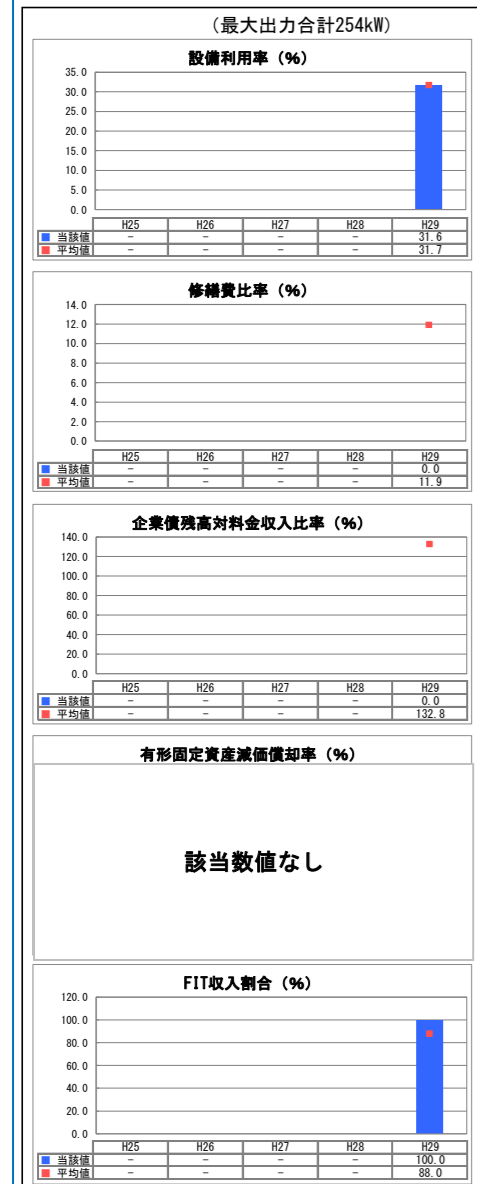 （最大出力合計254kW）
設備利用率（％）
35.0
30.0
25.0
20.0
15.0
10.0
5.0
0.0
H25 H26 H27 H28 H29
当該値 － － － － 31.6
平均値 － － － － 31.7
修繕費比率（％）
14.0
12.0
10.0
8.0
6.0
4.0
2.0
0.0
H25 H26 H27 H28 H29
当該値 － － － － 0.0
平均値 － － － － 11.9
企業債残高対料金収入比率（％）
140.0
120.0
100.0
80.0
60.0
40.0
20.0
0.0
H25 H26 H27 H28 H29
当該値 － － － － 0.0
平均値 － － － － 132.8
有形固定資産減価償却率（％）
該当数値なし
FIT収入割合（％）
120.0
100.0
80.0
60.0
40.0
20.0
0.0
H25 H26 H27 H28 H29
当該値 － － － － 100.0
平均値 － － － － 88.0